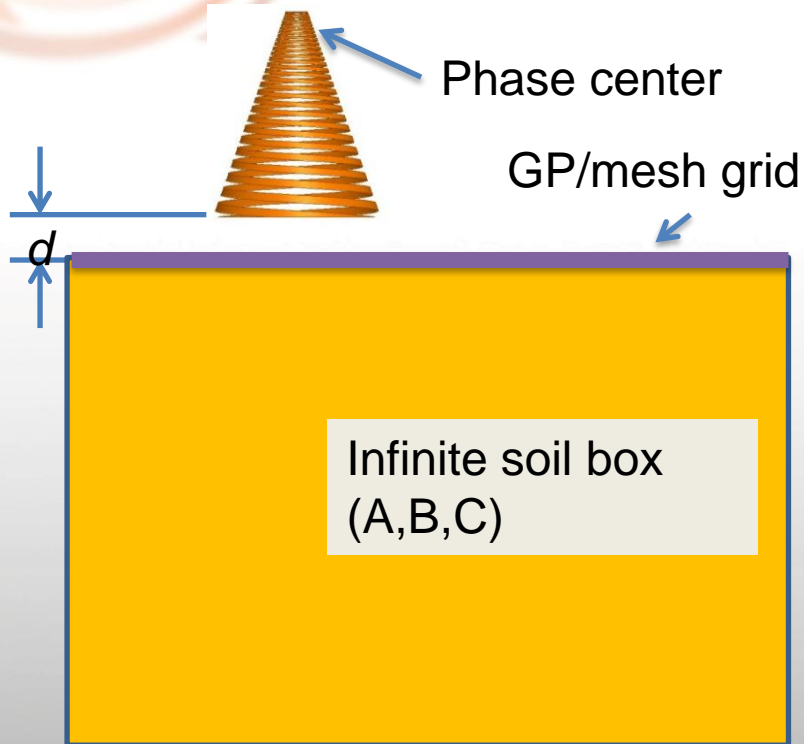 Phase center
GP/mesh grid
d
Infinite soil box
(A,B,C)